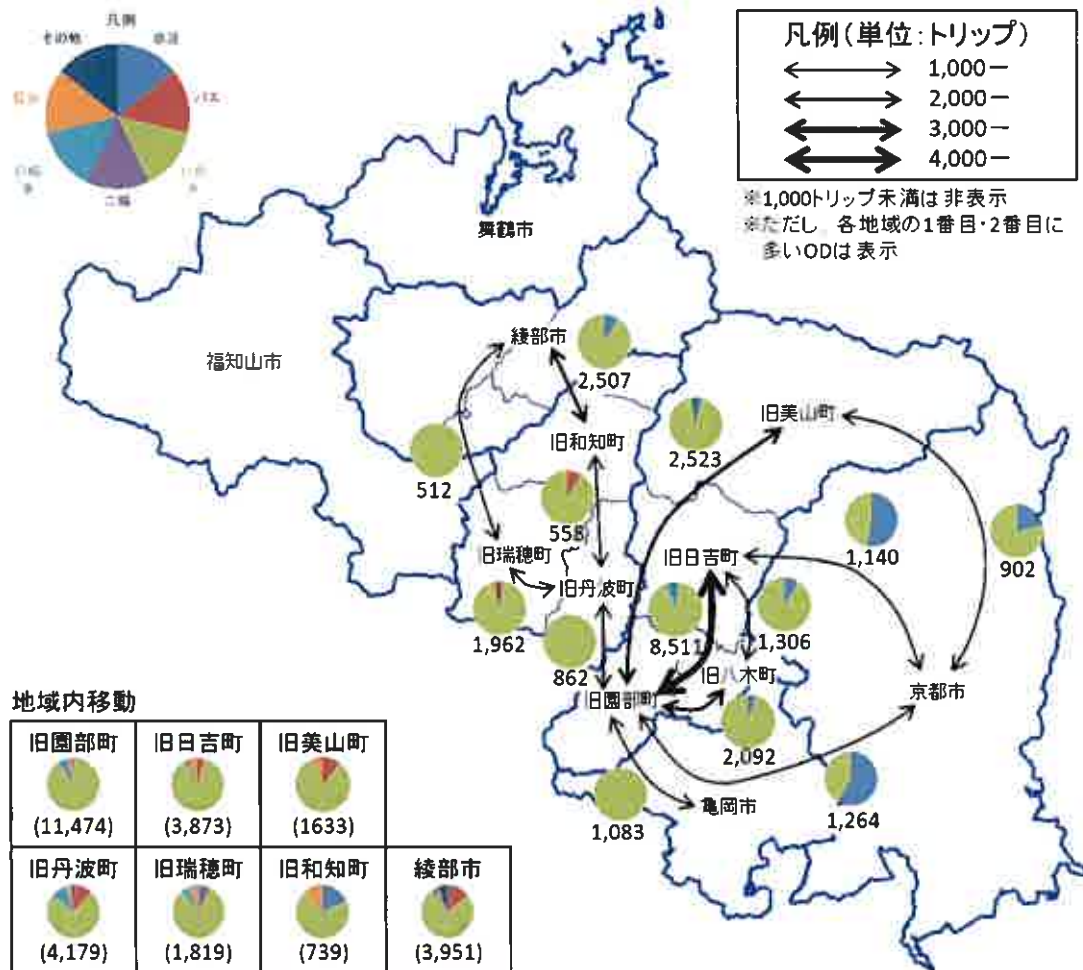 凡例
その他
鉄道
バス
二輪
凡例(単位:トリップ)
1,000－
2,000－
3,000－
4,000－
※1,000トリップ未満は非表示
※ただし、各地域の1番目・2番目に
多いODは表示
舞鶴市
綾部市
福知山市
2,507
旧美山町
旧和知町
2,523
512
558
1,140
902
旧瑞穂町
旧日吉町
旧丹波町
1,962
8,511
1,306
862
旧八木町
旧園部町
京都市
2,092
亀岡市
1,083
1,264
地域内移動
旧園部町
旧日吉町
旧美山町
(11,474)
(3,873)
(1633)
旧丹波町
旧瑞穂町
旧和知町
綾部市
(4,179)
(1,819)
(739)
(3,951)